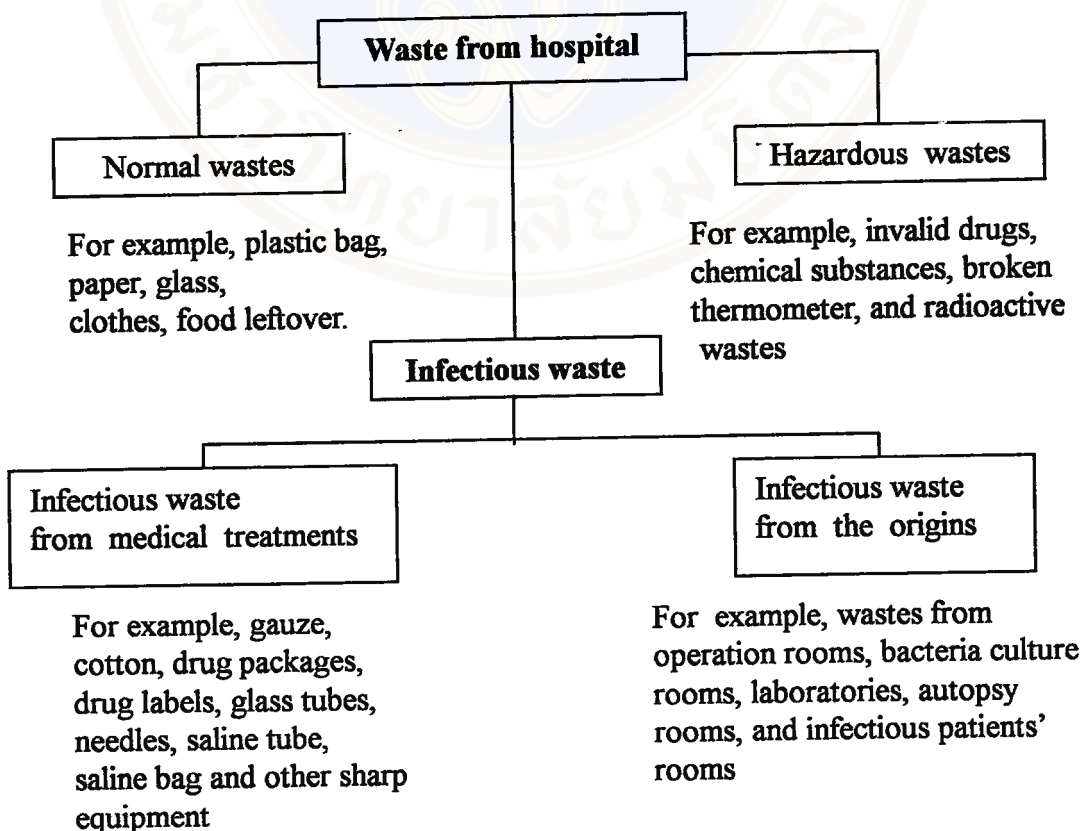 Waste from hospital
Normal wastes
Hazardous wastes
For example, plastic bag,
paper, glass,
clothes, food leftover.
For example, invalid drugs,
chemical substances, broken
thermometer, and radioactive
wastes
Infectious waste
Infectious waste
from medical treatments
Infectious waste
from the origins
For example, gauze,
cotton, drug packages,
drug labels, glass tubes,
needles, saline tube,
saline bag and other sharp
equipment
For example, wastes from
operation rooms, bacteria culture
rooms, laboratories, autopsy
rooms, and infectious patients’
rooms